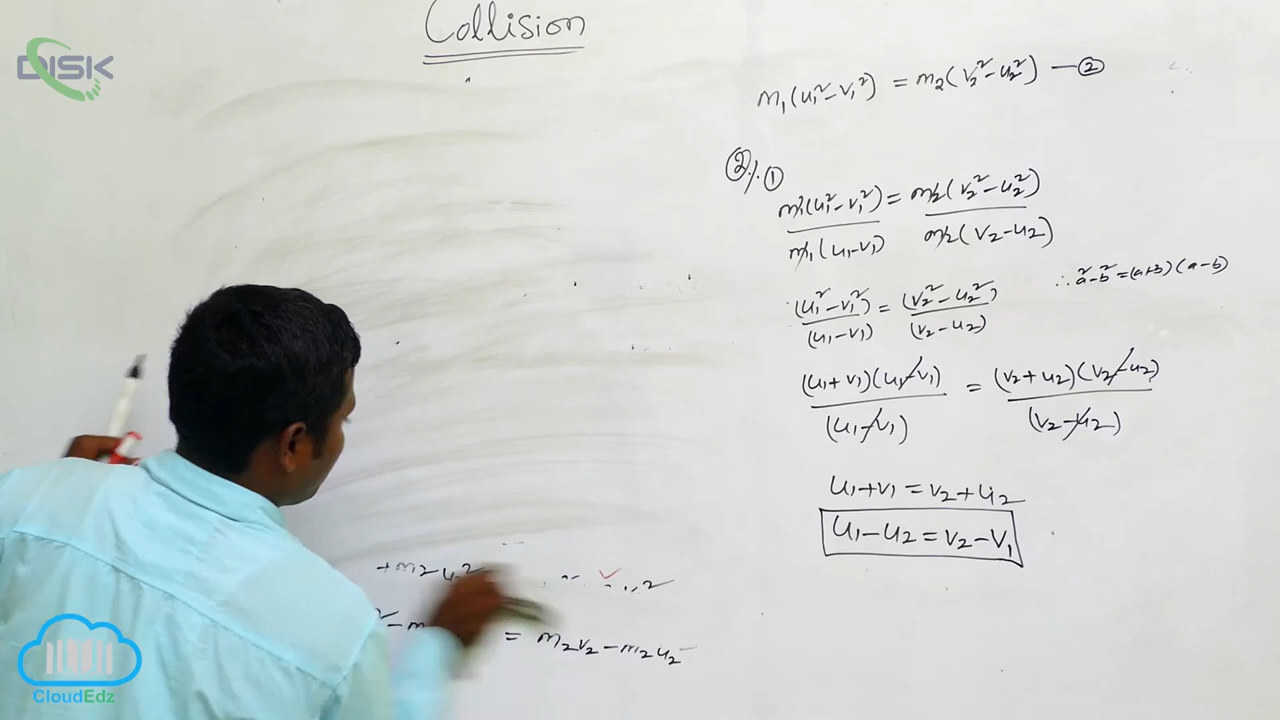 DISK
Collision
m₁(u₁²-v₁²) = m₂(v₂²-u₂²) — ②
②/. ①
m₁(u₁²-v₁²)/m₁(u₁-v₁) = m₂(v₂²-u₂²)/m₂(v₂-u₂)
(u₁²-v₁²)/(u₁-v₁) = (v₂²-u₂²)/(v₂-u₂) ∴ a²-b² = (a+b)(a-b)
(u₁+v₁)(u₁-v₁)/(u₁-v₁) = (v₂+u₂)(v₂-u₂)/(v₂-u₂)
u₁+v₁ = v₂+u₂
u₁-u₂ = v₂-v₁
+m₂u₂²
= m₂v₂-m₂u₂
CloudEdz